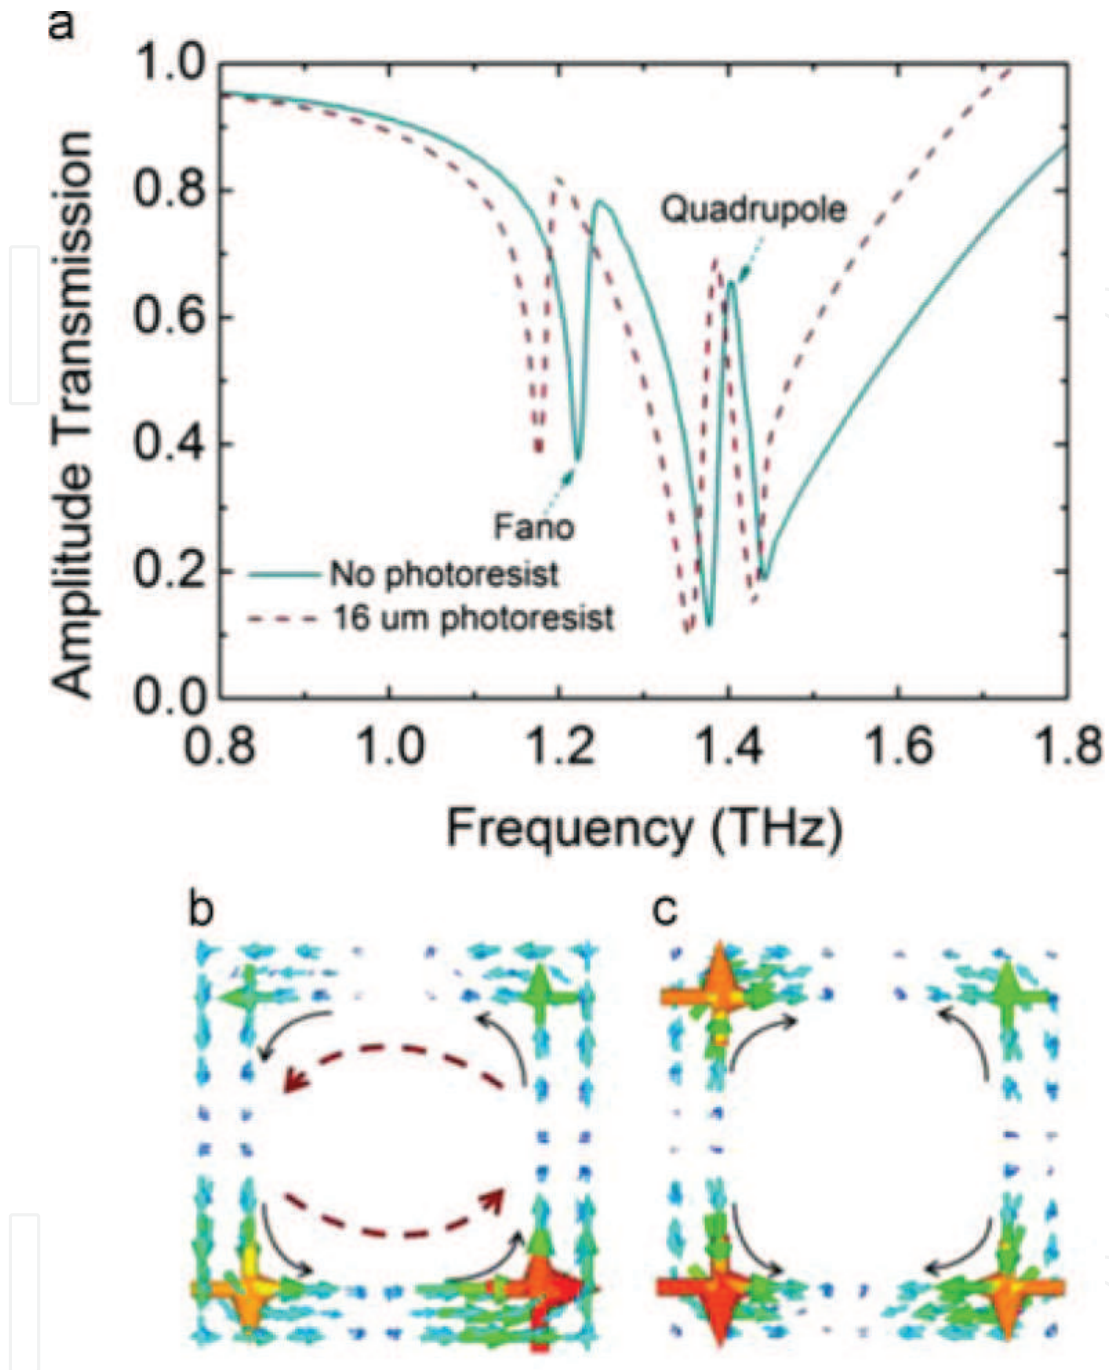 a
1.0
0.8
0.6
0.4
0.2
0.0
Amplitude Transmission
Quadrupole
Fano
No photoresist
16 um photoresist
0.8 1.0 1.2 1.4 1.6 1.8
Frequency (THz)
b c